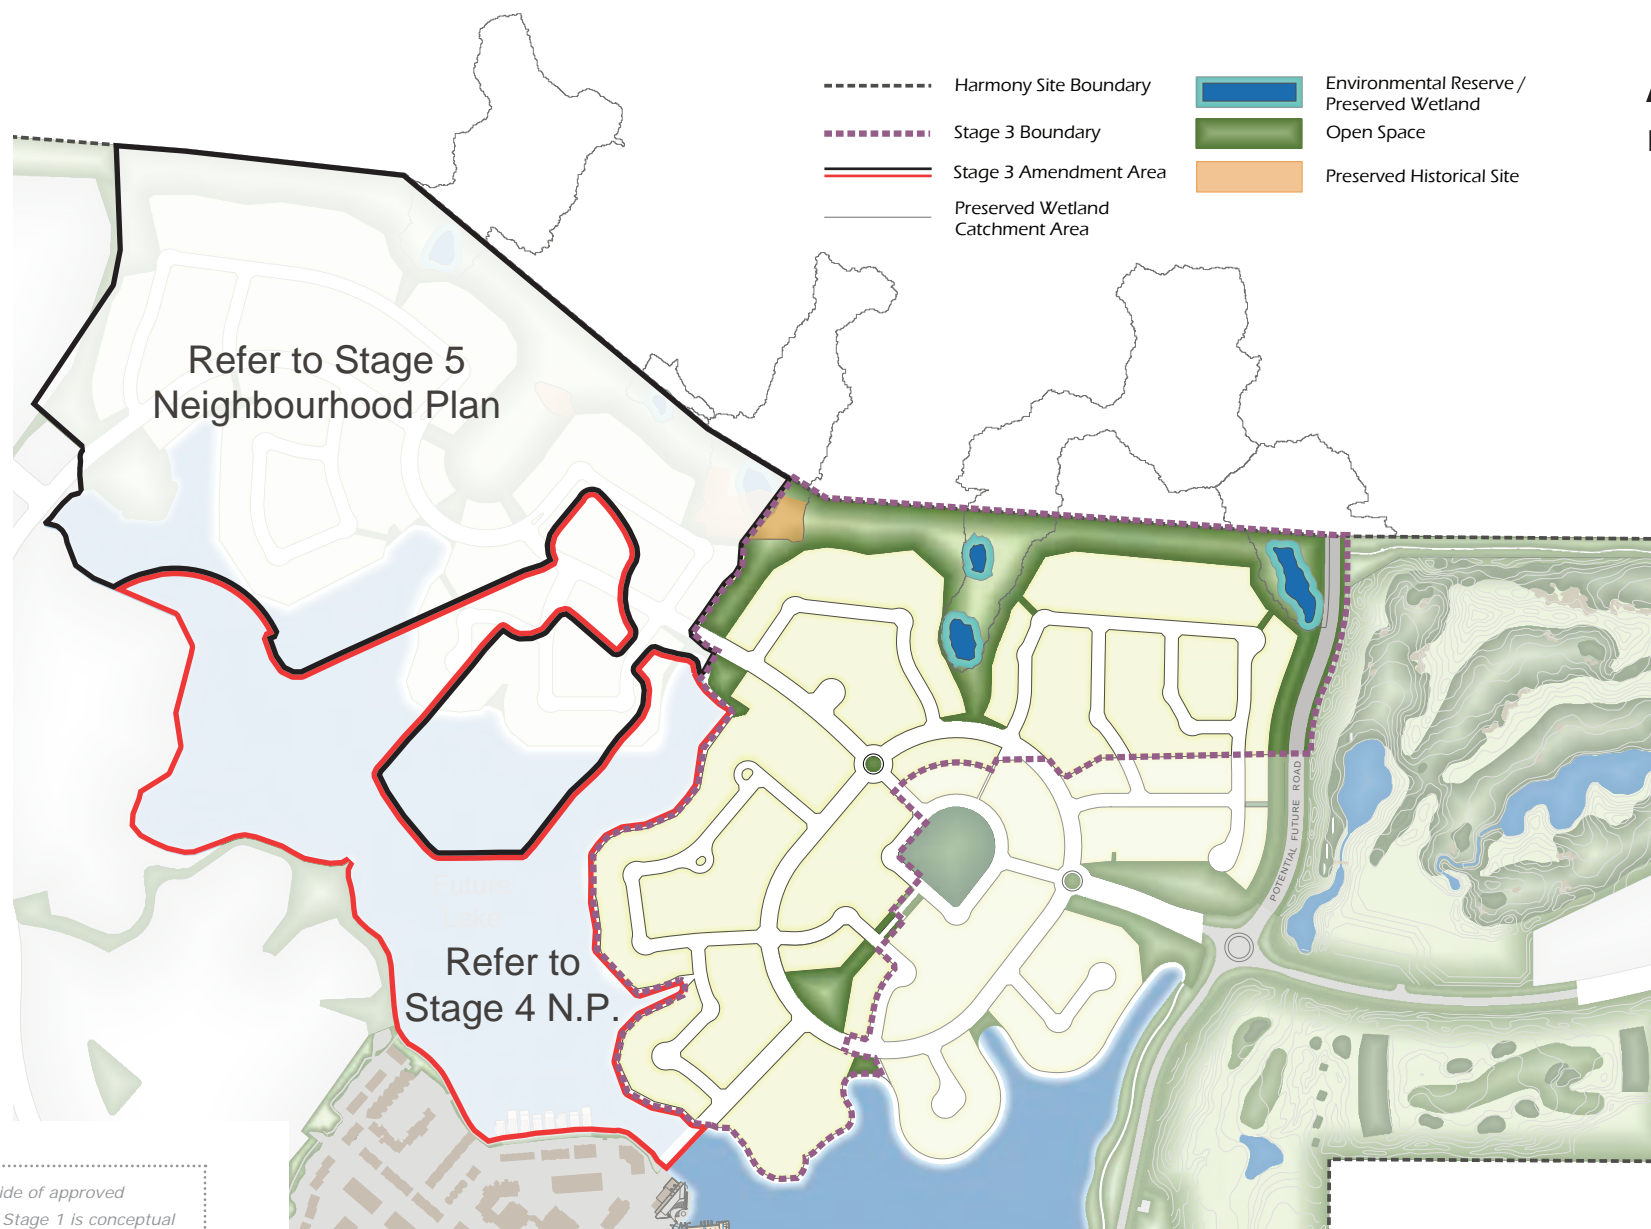 Harmony Site Boundary
Stage 3 Boundary
Stage 3 Amendment Area
Preserved Wetland
Catchment Area
Environmental Reserve /
Preserved Wetland
Open Space
Preserved Historical Site
Refer to Stage 5
Neighbourhood Plan
Future
Lake
Refer to
Stage 4 N.P.
POTENTIAL FUTURE ROAD
ide of approved
Stage 1 is conceptual